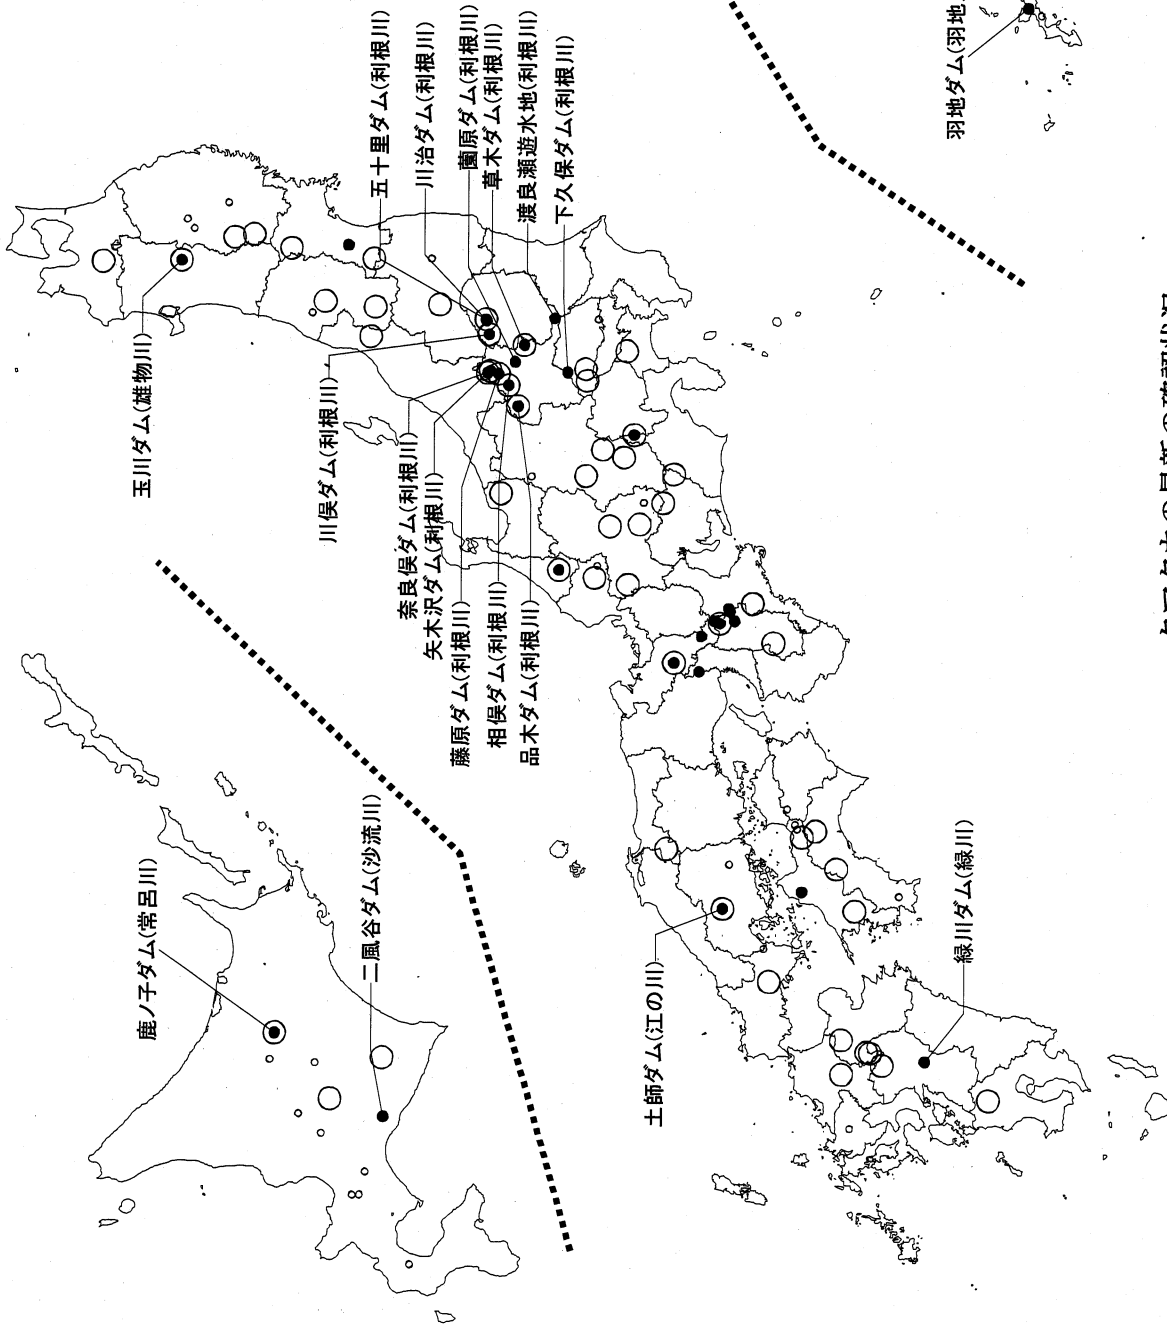 鹿ノ子ダム(常呂川)
玉川ダム(雄物川)
川俣ダム(利根川)
二風谷ダム(沙流川)
五十里ダム(利根川)
奈良俣ダム(利根川)
川治ダム(利根川)
矢木沢ダム(利根川)
藤原ダム(利根川)
薗原ダム(利根川)
草木ダム(利根川)
相俣ダム(利根川)
渡良瀬遊水地(利根川)
品木ダム(利根川)
下久保ダム(利根川)
土師ダム(江の川)
緑川ダム(緑川)
羽地ダム(羽地